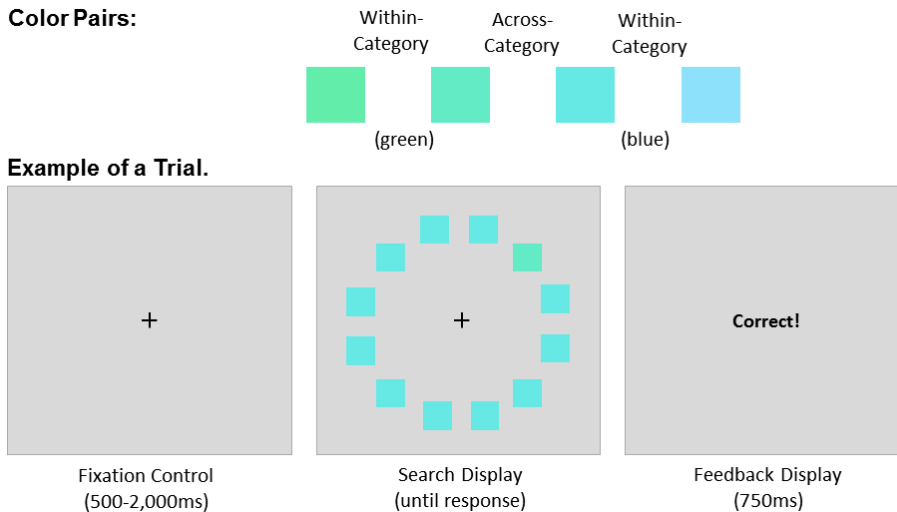 Color Pairs:
Within-
Category
Across-
Category
Within-
Category
(green)
(blue)
Example of a Trial.
+
+
Correct!
Fixation Control
(500-2,000ms)
Search Display
(until response)
Feedback Display
(750ms)